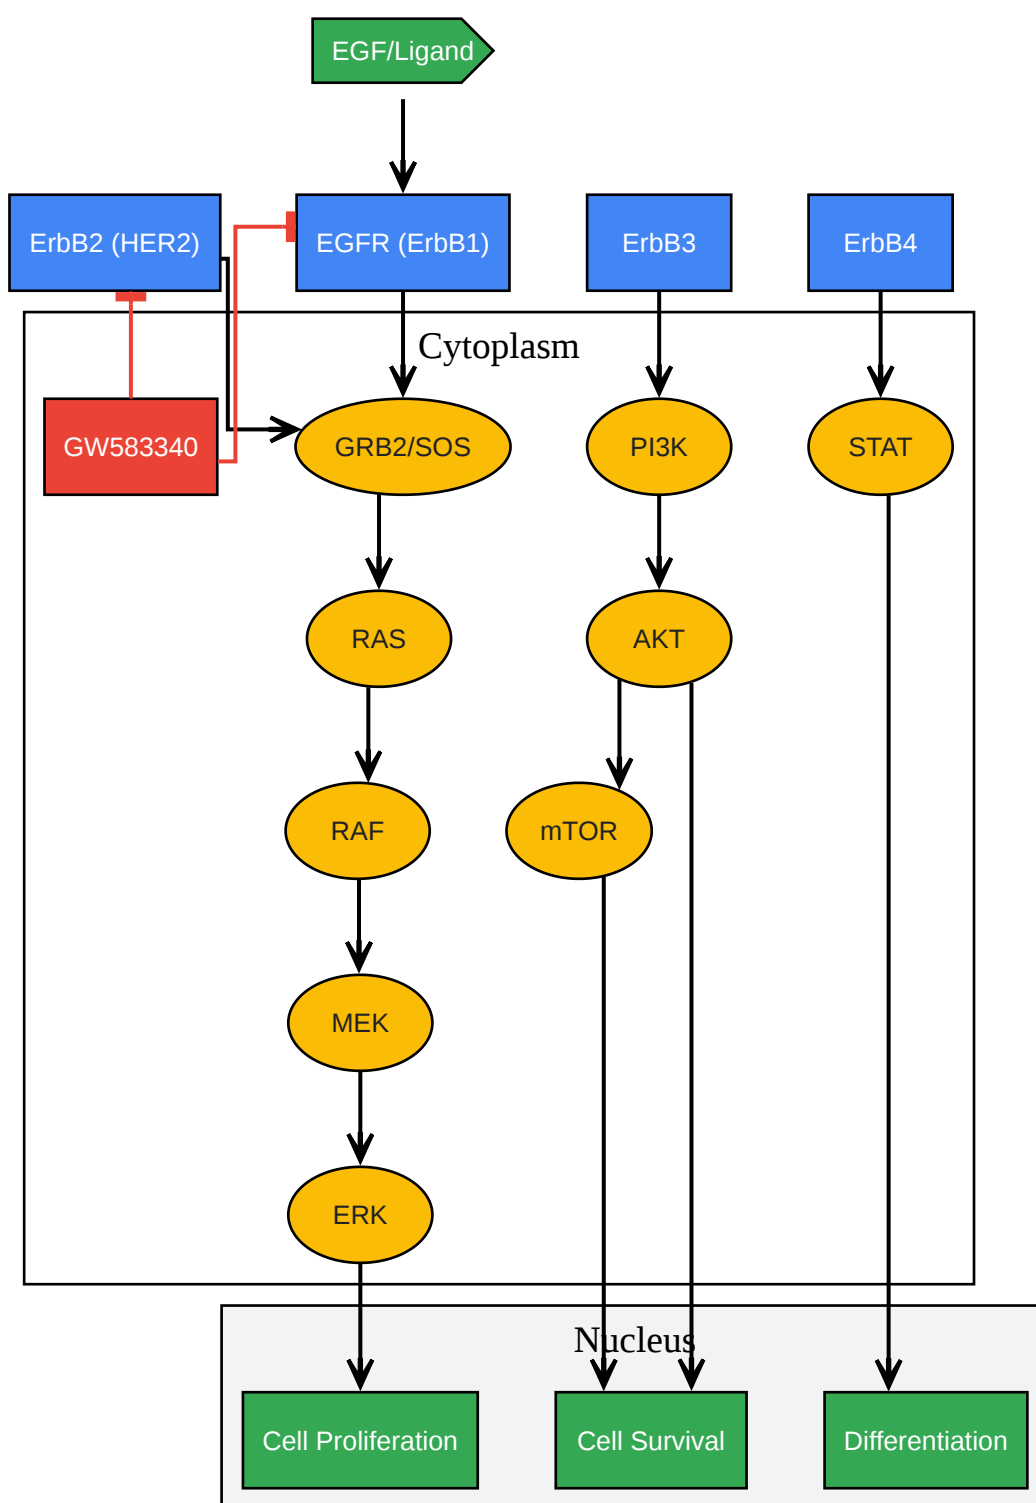 EGF/Ligand
ErbB2 (HER2)
EGFR (ErbB1)
ErbB3
ErbB4
Cytoplasm
GW583340
GRB2/SOS
PI3K
STAT
RAS
AKT
RAF
mTOR
MEK
ERK
Nucleus
Cell Proliferation
Cell Survival
Differentiation